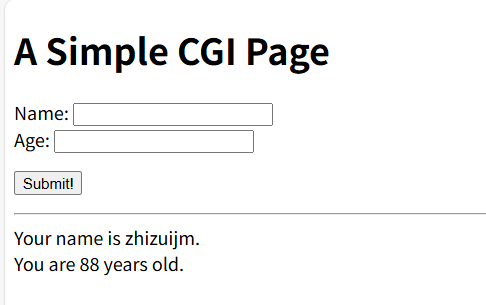 A Simple CGI Page
Name:
Age:
Submit!
Your name is zhizuijm.
You are 88 years old.